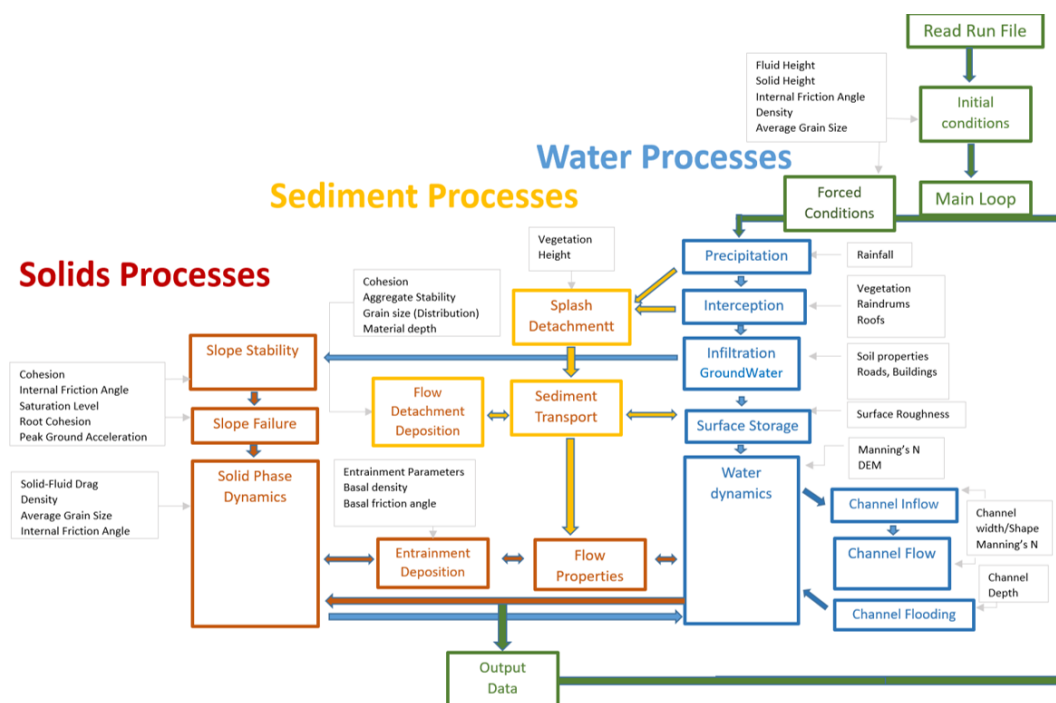 Read Run File
Fluid Height
Solid Height
Internal Friction Angle
Density
Average Grain Size
Initial
conditions
Water Processes
Sediment Processes
Forced
Conditions
Main Loop
Solids Processes
Vegetation
Height
Precipitation
Rainfall
Cohesion
Aggregate Stability
Grain size (Distribution)
Material depth
Splash
Detachmentt
Interception
Vegetation
Raindrums
Roofs
Slope Stability
Infiltration
GroundWater
Soil properties
Roads, Buildings
Cohesion
Internal Friction Angle
Saturation Level
Root Cohesion
Peak Ground Acceleration
Slope Failure
Flow
Detachment
Deposition
Sediment
Transport
Surface Storage
Surface Roughness
Manning's N
DEM
Solid Phase
Dynamics
Entrainment Parameters
Basal density
Basal friction angle
Water
dynamics
Solid-Fluid Drag
Density
Average Grain Size
Internal Friction Angle
Channel Inflow
Channel
width/Shape
Manning's N
Channel Flow
Entrainment
Deposition
Flow
Properties
Channel
Depth
Channel Flooding
Output
Data